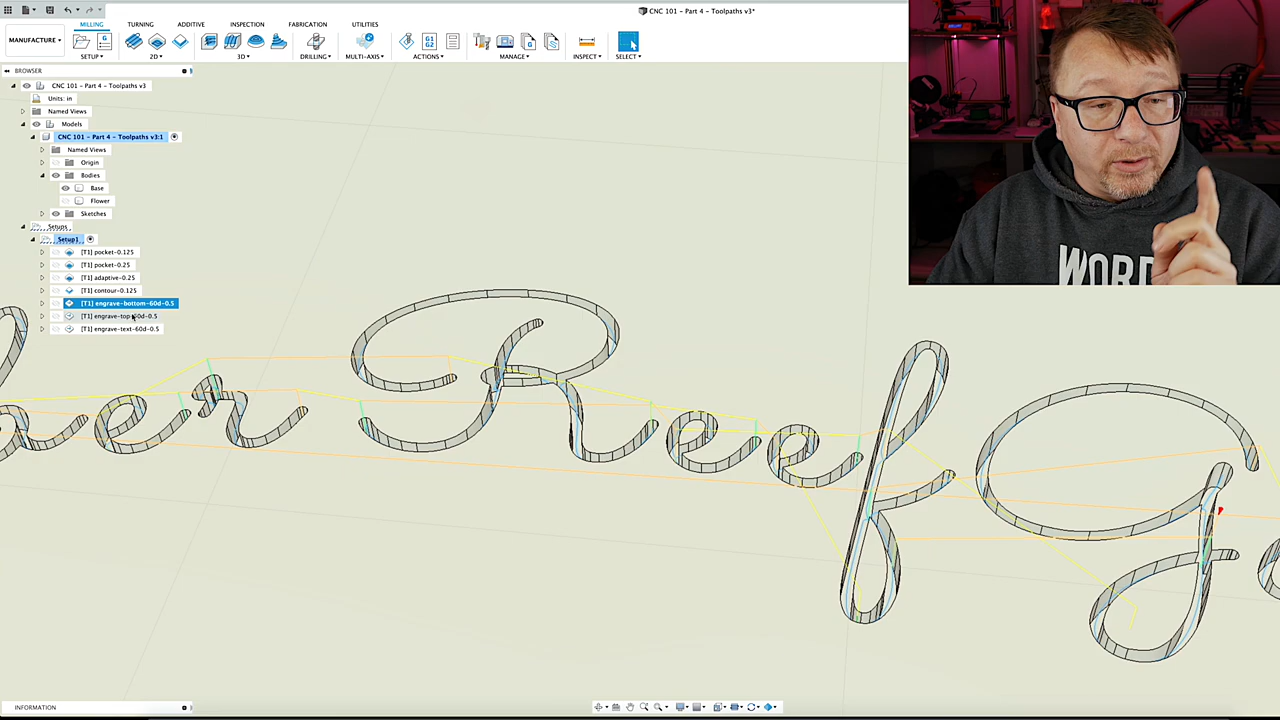 CNC 101 - Part 4 - Toolpaths v3*
MANUFACTURE
MILLING TURNING ADDITIVE INSPECTION FABRICATION UTILITIES
SETUP 2D 3D DRILLING MULTI-AXIS ACTIONS MANAGE INSPECT SELECT
G1
G2
BROWSER
CNC 101 - Part 4 - Toolpaths v3
Units: in
Named Views
Models
CNC 101 - Part 4 - Toolpaths v3:1
Named Views
Origin
Bodies
Base
Flower
Sketches
Setups
Setup1
[T1] pocket-0.125
[T1] pocket-0.25
[T1] adaptive-0.25
[T1] contour-0.125
[T1] engrave-bottom-60d-0.5
[T1] engrave-top-60d-0.5
[T1] engrave-text-60d-0.5
er Reef G
INFORMATION